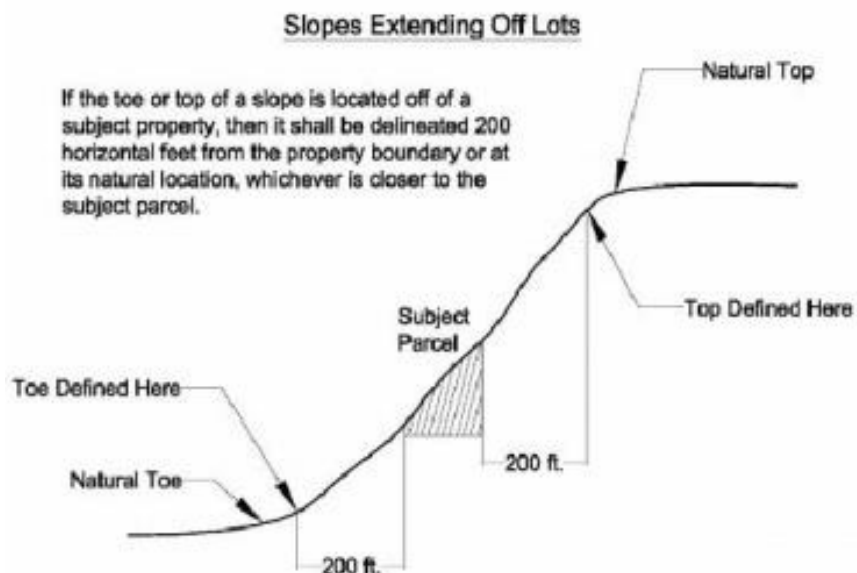 Slopes Extending Off Lots
Natural Top
If the toe or top of a slope is located off of a
subject property, then it shall be delineated 200
horizontal feet from the property boundary or at
its natural location, whichever is closer to the
subject parcel.
Top Defined Here
Subject
Parcel
Toe Defined Here
200 ft.
Natural Toe
200 ft.